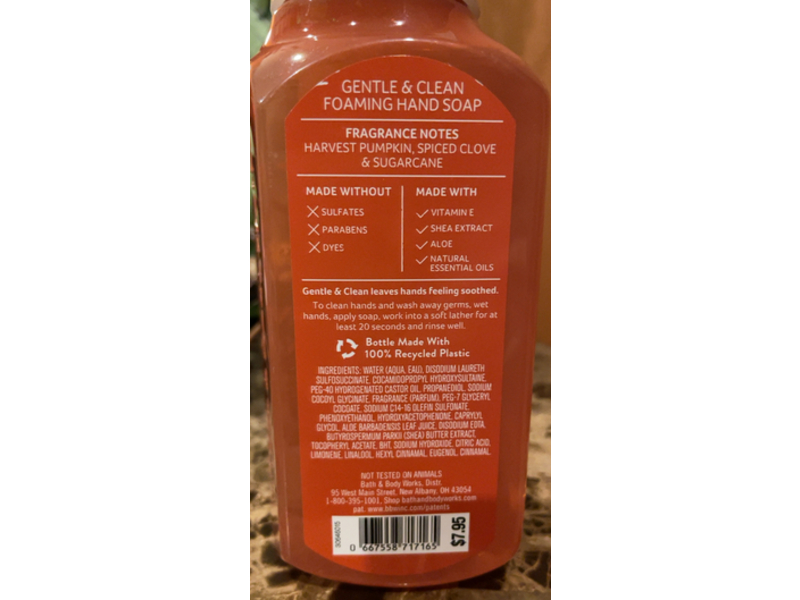 GENTLE & CLEAN
FOAMING HAND SOAP
FRAGRANCE NOTES
HARVEST PUMPKIN, SPICED CLOVE
& SUGARCANE
MADE WITHOUT
SULFATES
PARABENS
DYES
MADE WITH
VITAMIN E
SHEA EXTRACT
ALOE
NATURAL
ESSENTIAL OILS
Gentle & Clean leaves hands feeling soothed.
To clean hands and wash away germs, wet
hands, apply soap, work into a soft lather for at
least 20 seconds and rinse well.
Bottle Made With
100% Recycled Plastic
INGREDIENTS: WATER (AQUA, EAU), DISODIUM LAURETH
SULFOSUCCINATE, COCAMIDOPROPYL HYDROXYSULTAINE,
PEG-40 HYDROGENATED CASTOR OIL, PROPANEDIOL, SODIUM
COCOYL GLYCINATE, FRAGRANCE (PARFUM), PEG-7 GLYCERYL
COCOATE, SODIUM C14-16 OLEFIN SULFONATE,
PHENOXYETHANOL, HYDROXYACETOPHENONE, CAPRYLYL
GLYCOL, ALOE BARBADENSIS LEAF JUICE, DISODIUM EDTA,
BUTYROSPERMUM PARKII (SHEA) BUTTER EXTRACT,
TOCOPHERYL ACETATE, BHT, SODIUM HYDROXIDE, CITRIC ACID,
LIMONENE, LINALOOL, HEXYL CINNAMAL, EUGENOL, CINNAMAL.
NOT TESTED ON ANIMALS
Bath & Body Works, Distr.
95 West Main Street, New Albany, OH 43054
1-800-395-1001, Shop bathandbodyworks.com
pat. www.bbwinc.com/patents
0 667558 717165
$7.95